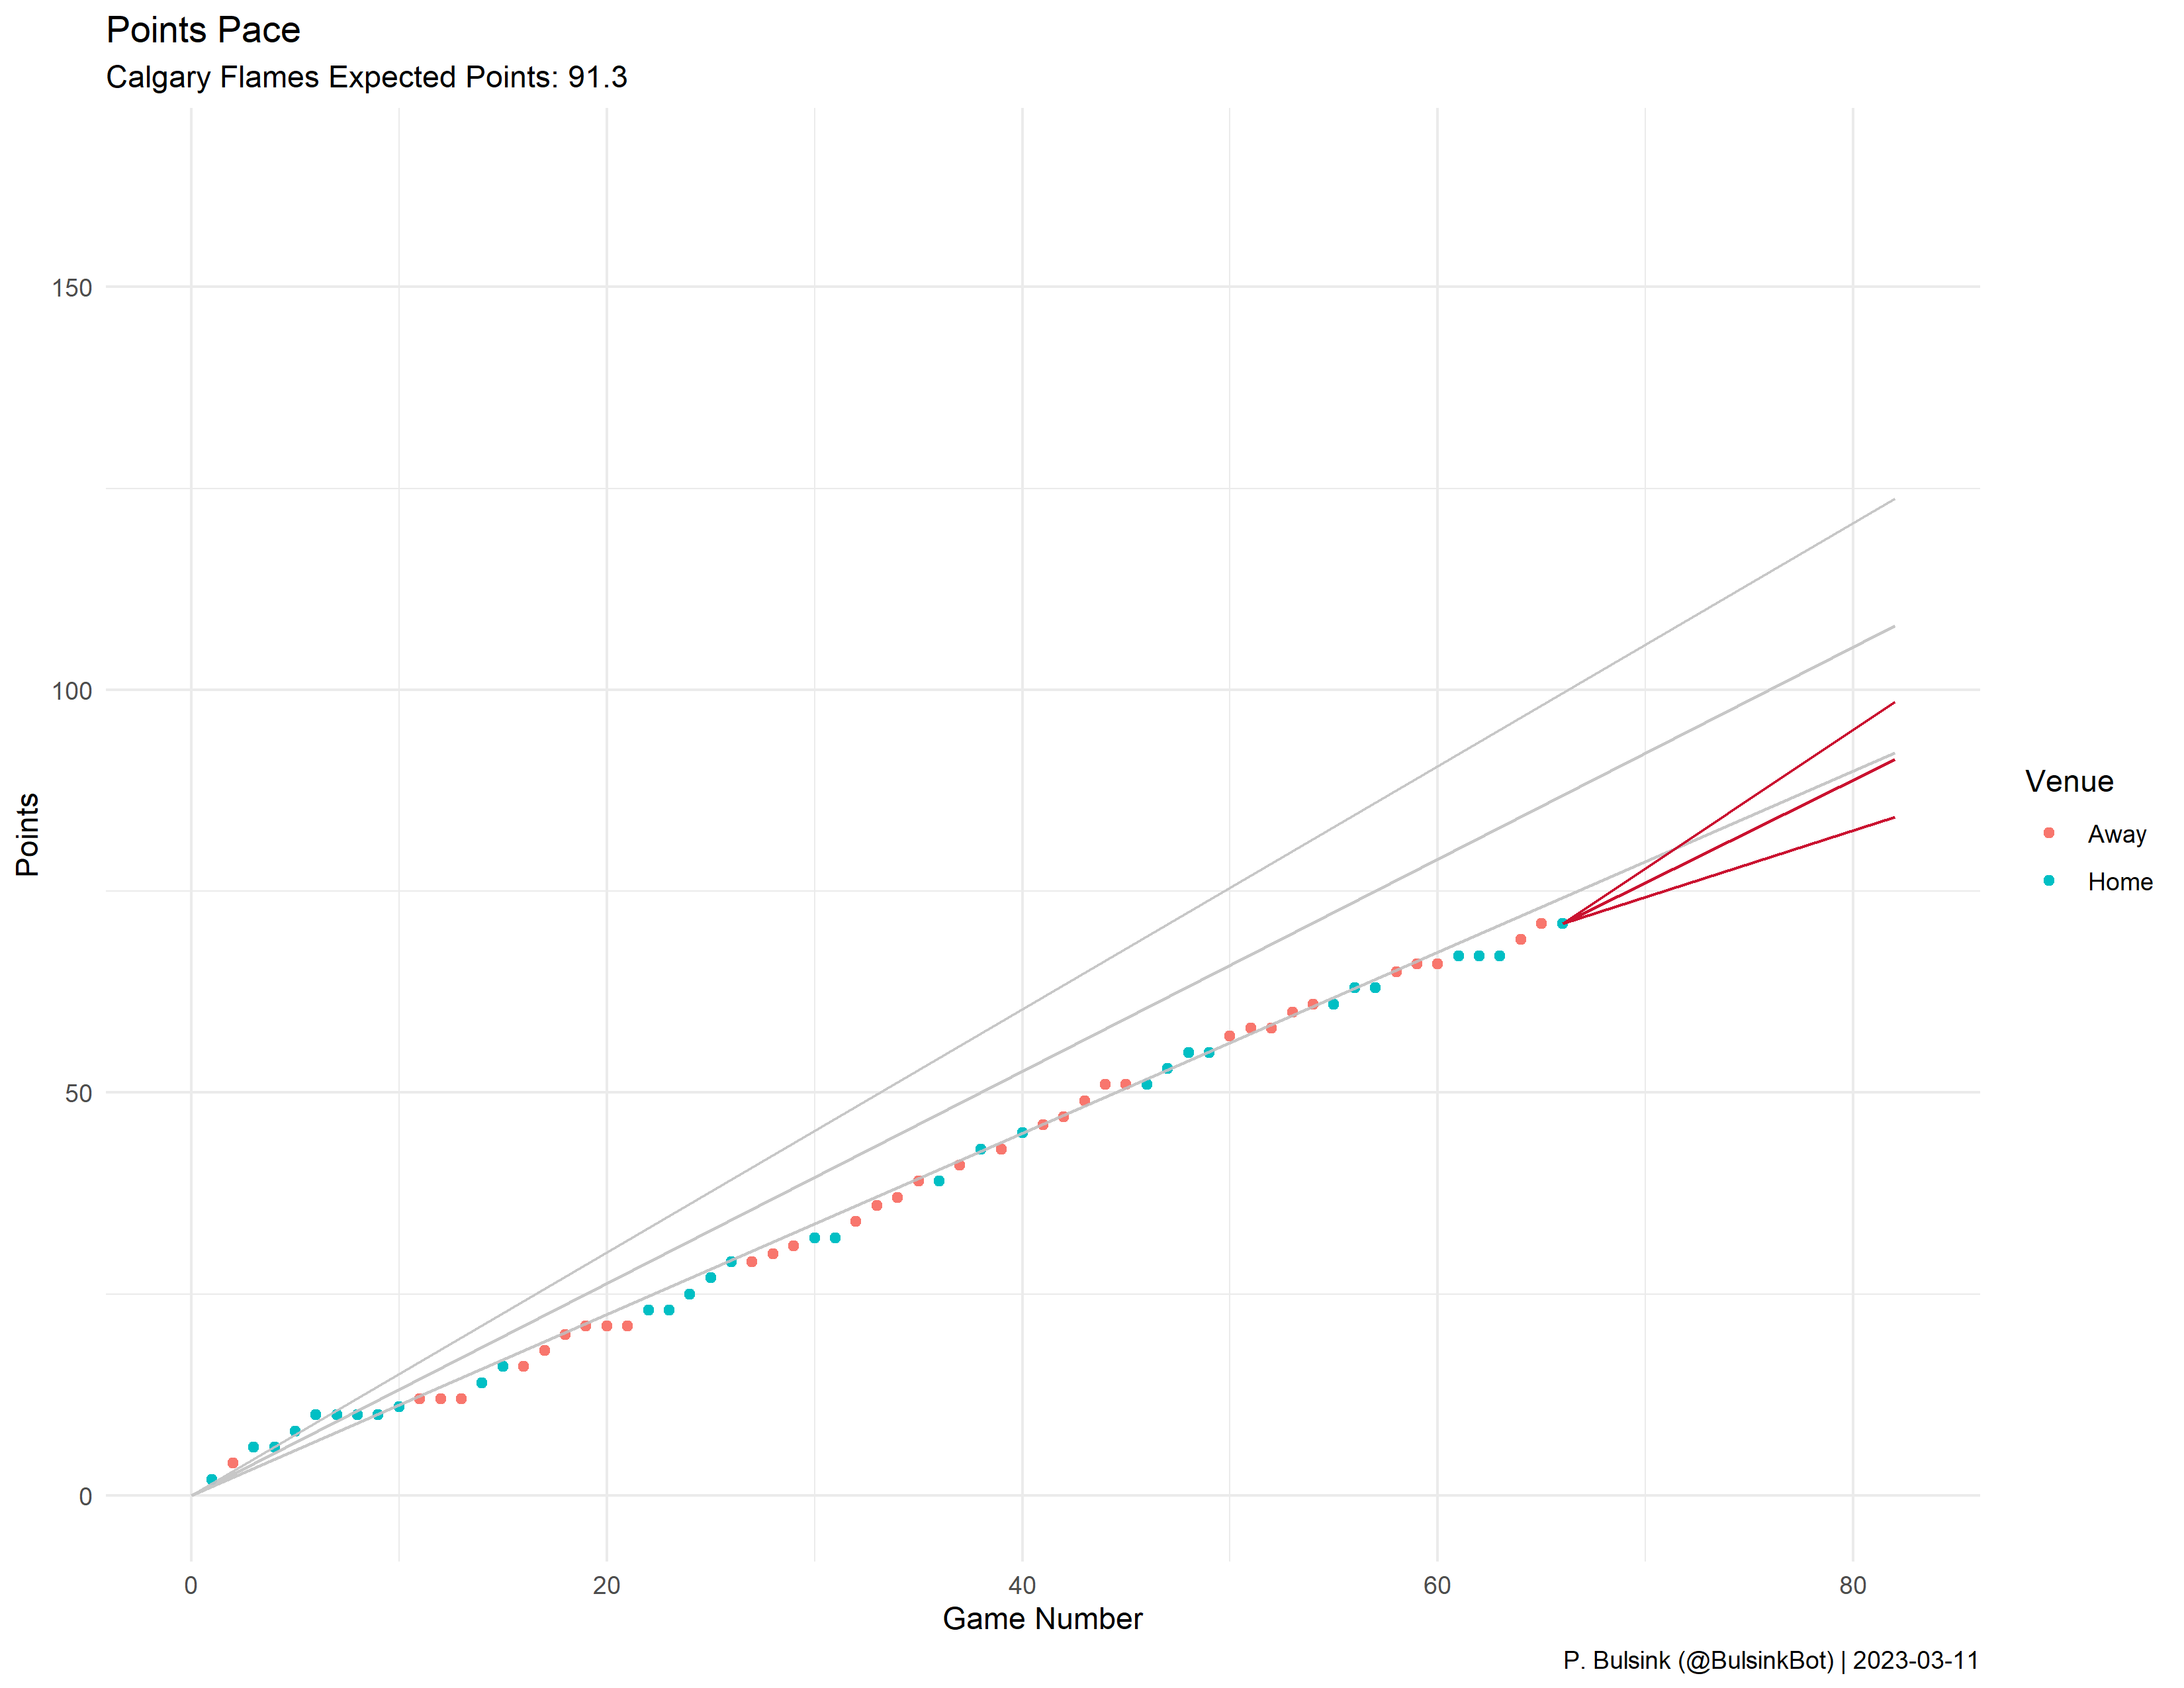 Points Pace
Calgary Flames Expected Points: 91.3
150
100
50
0
Points
0 20 40 60 80
Game Number
Venue
Away
Home
P. Bulsink (@BulsinkBot) | 2023-03-11